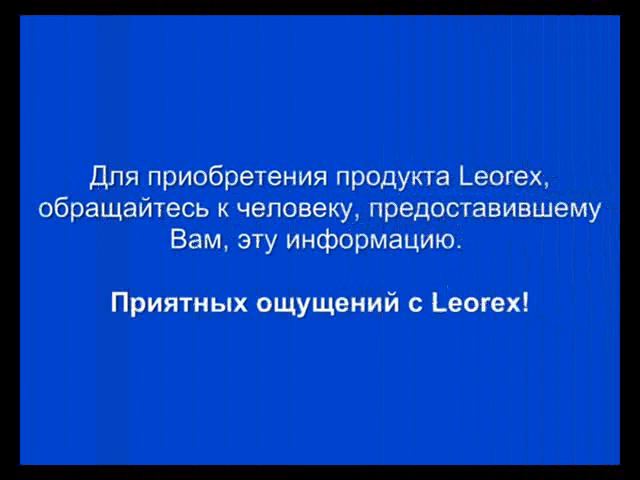 Для приобретения продукта Leorex,
обращайтесь к человеку, предоставившему
Вам, эту информацию.
Приятных ощущений с Leorex!